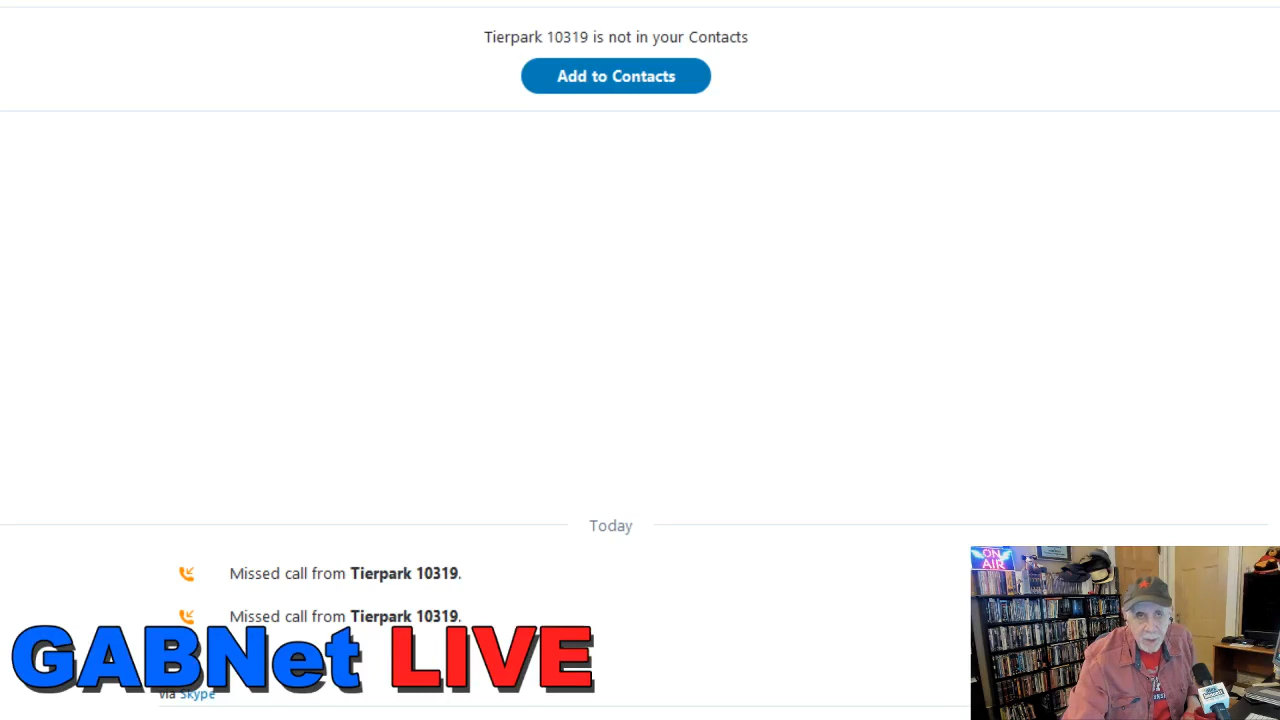 Tierpark 10319 is not in your Contacts
Add to Contacts
Today
Missed call from Tierpark 10319.
Missed call from Tierpark 10319.
GABNet LIVE
via Skype
ON
AIR